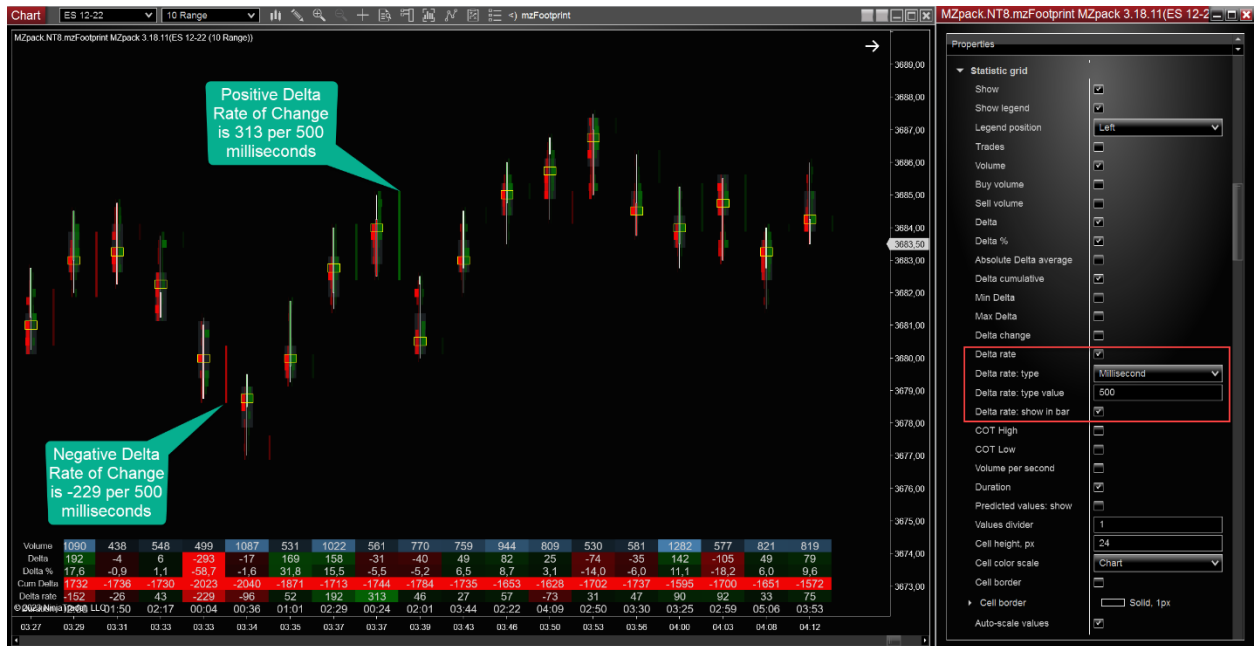 Chart ES 12-22 10 Range mzFootprint
MZpack.NT8.mzFootprint MZpack 3.18.11(ES 12-22 (10 Range))
Positive Delta
Rate of Change
is 313 per 500
milliseconds
Negative Delta
Rate of Change
is -229 per 500
milliseconds
3689,00
3688,00
3687,00
3686,00
3685,00
3684,00
3683,50
3683,00
3682,00
3681,00
3680,00
3679,00
3678,00
3677,00
3676,00
3675,00
3674,00
3673,00
Volume 1090 438 548 499 1087 531 1022 561 770 759 944 809 530 581 1282 577 821 819
Delta 192 -4 6 -293 -17 169 158 -31 -40 49 82 25 -74 -35 142 -105 49 79
Delta % 17,6 -0,9 1,1 -58,7 -1,6 31,8 15,5 -5,5 -5,2 6,5 8,7 3,1 -14,0 -6,0 11,1 -18,2 6,0 9,6
Cum Delta -1732 -1736 -1730 -2023 -2040 -1871 -1713 -1744 -1784 -1735 -1653 -1628 -1702 -1737 -1595 -1700 -1651 -1572
Delta rate -152 -26 43 -229 -96 52 192 313 46 27 57 -73 31 47 90 92 33 75
01:50 02:17 00:04 00:36 01:01 02:29 00:24 02:01 03:44 02:22 04:09 02:50 03:30 03:25 02:59 05:06 03:53
03:27 03:29 03:31 03:33 03:33 03:34 03:35 03:37 03:37 03:39 03:43 03:46 03:50 03:53 03:56 04:00 04:03 04:08 04:12
MZpack.NT8.mzFootprint MZpack 3.18.11(ES 12-2
Properties
Statistic grid
Show
Show legend
Legend position Left
Trades
Volume
Buy volume
Sell volume
Delta
Delta %
Absolute Delta average
Delta cumulative
Min Delta
Max Delta
Delta change
Delta rate
Delta rate: type Millisecond
Delta rate: type value 500
Delta rate: show in bar
COT High
COT Low
Volume per second
Duration
Predicted values: show
Values divider 1
Cell height, px 24
Cell color scale Chart
Cell border
Cell border Solid, 1px
Auto-scale values